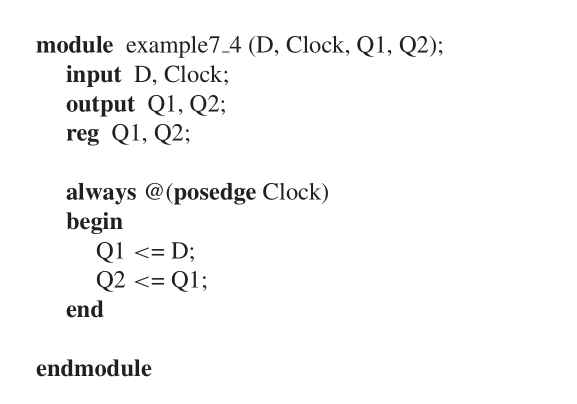 module example7_4 (D, Clock, Q1, Q2);
input D, Clock;
output Q1, Q2;
reg Q1, Q2;
always @(posedge Clock)
begin
Q1 <= D;
Q2 <= Q1;
end
endmodule